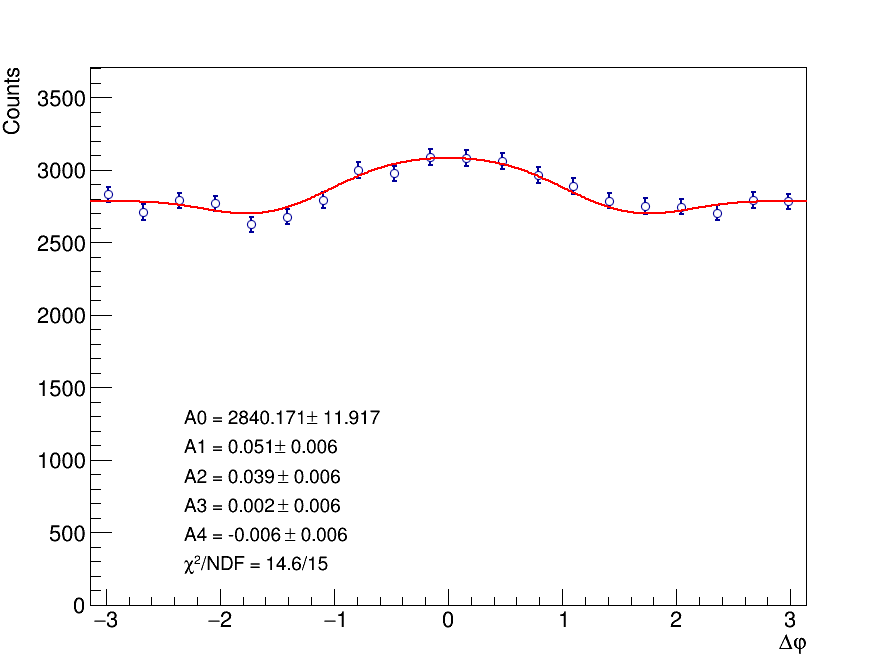 Counts
3500
3000
2500
2000
1500
1000
500
0
A0 = 2840.171± 11.917
A1 = 0.051± 0.006
A2 = 0.039± 0.006
A3 = 0.002± 0.006
A4 = -0.006± 0.006
χ²/NDF = 14.6/15
−3 −2 −1 0 1 2 3
Δφ